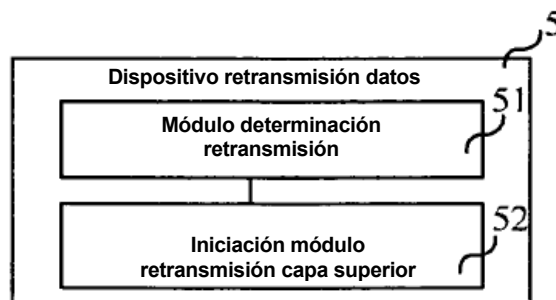 5
Dispositivo retransmisión datos
51
Módulo determinación
retransmisión
52
Iniciación módulo
retransmisión capa superior